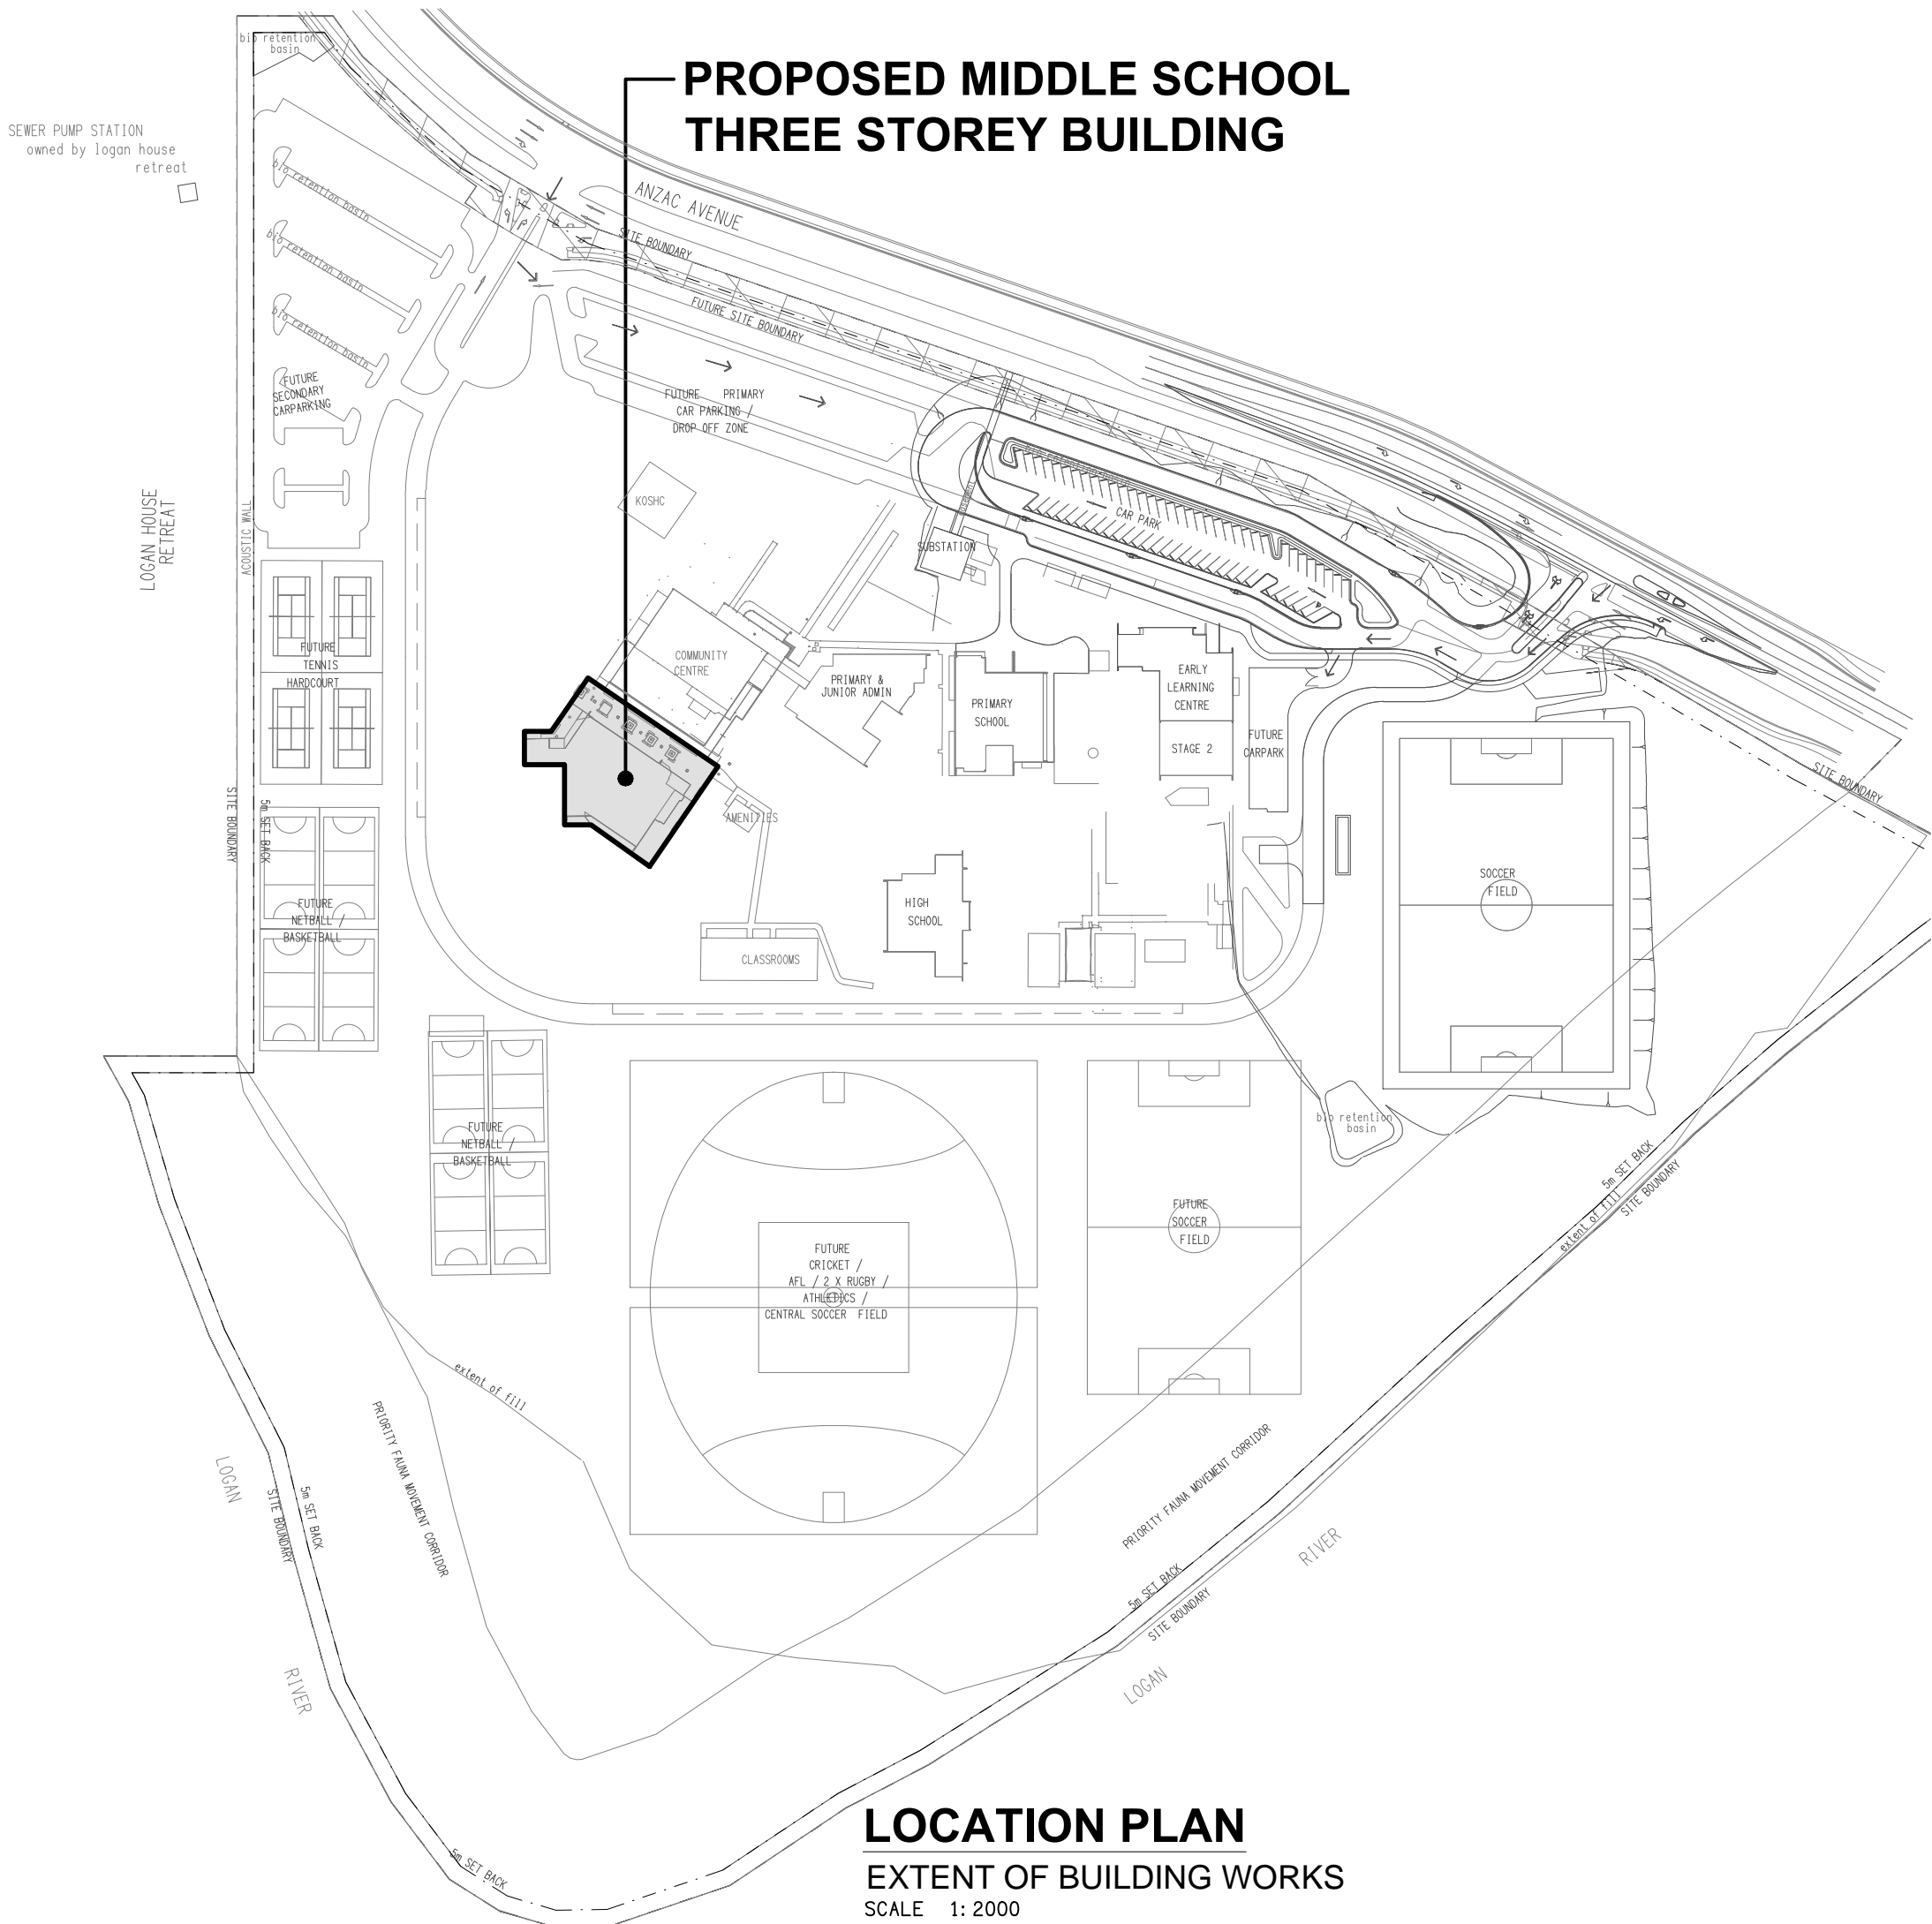 bio retention
basin
PROPOSED MIDDLE SCHOOL
THREE STOREY BUILDING
SEWER PUMP STATION
owned by logan house
retreat
bio retention basin
bio retention basin
bio retention basin
ANZAC AVENUE
SITE BOUNDARY
FUTURE SITE BOUNDARY
FUTURE
SECONDARY
CARPARKING
FUTURE PRIMARY
CAR PARKING /
DROP OFF ZONE
LOGAN HOUSE
RETREAT
ACOUSTIC WALL
KOSHC
CAR PARK
SUBSTATION
FUTURE
TENNIS
HARDCOURT
COMMUNITY
CENTRE
PRIMARY &
JUNIOR ADMIN
PRIMARY
SCHOOL
EARLY
LEARNING
CENTRE
STAGE 2
FUTURE
CARPARK
SITE BOUNDARY
SITE BOUNDARY
5m SET BACK
AMENITIES
SOCCER
FIELD
FUTURE
NETBALL /
BASKETBALL
HIGH
SCHOOL
CLASSROOMS
FUTURE
NETBALL /
BASKETBALL
bio retention
basin
5m SET BACK
SITE BOUNDARY
extent of fill
FUTURE
SOCCER
FIELD
FUTURE
CRICKET /
AFL / 2 X RUGBY /
ATHLETICS /
CENTRAL SOCCER FIELD
extent of fill
PRIORITY FAUNA MOVEMENT CORRIDOR
PRIORITY FAUNA MOVEMENT CORRIDOR
LOGAN
SITE BOUNDARY
5m SET BACK
RIVER
5m SET BACK
SITE BOUNDARY
RIVER
LOGAN
5m SET BACK
LOCATION PLAN
EXTENT OF BUILDING WORKS
SCALE 1: 2000